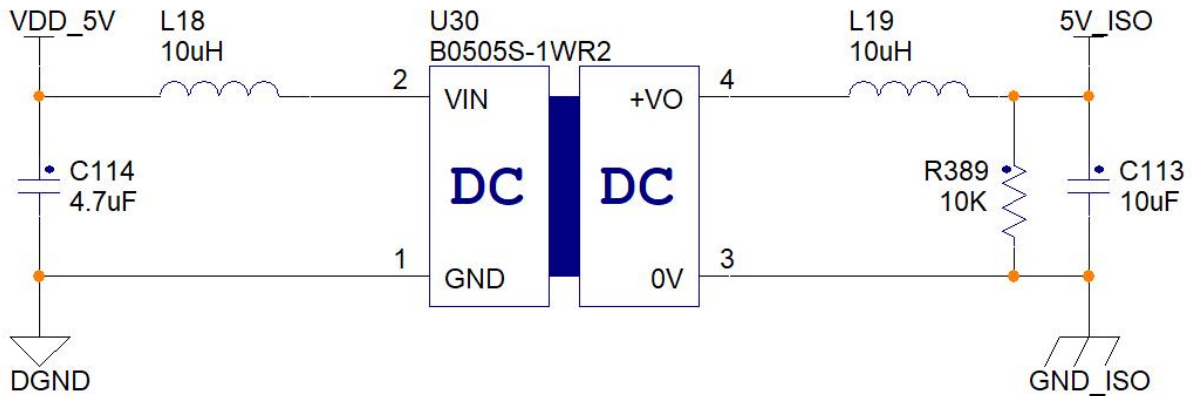 VDD_5V
L18
10uH
U30
B0505S-1WR2
L19
10uH
5V_ISO
2
VIN
+VO
4
C114
4.7uF
DC
DC
R389
10K
C113
10uF
1
GND
0V
3
DGND
GND_ISO